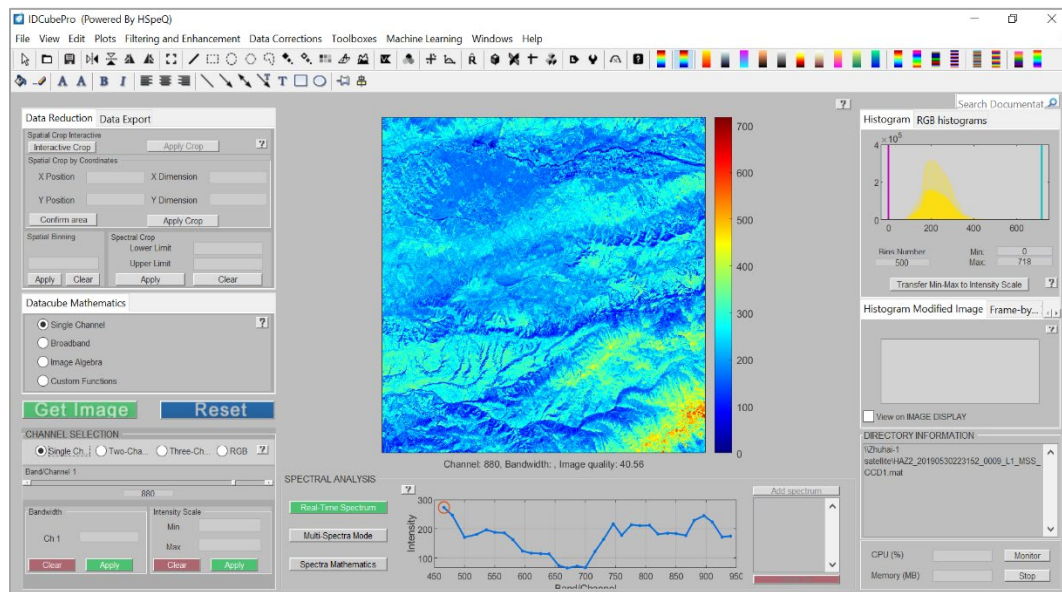 IDCubePro (Powered By HSpeQ)
File View Edit Plots Filtering and Enhancement Data Corrections Toolboxes Machine Learning Windows Help
A A B I T
Search Documentat
Data Reduction Data Export
Spatial Crop Interactive
Interactive Crop Apply Crop ?
Spatial Crop by Coordinates
X Position X Dimension
Y Position Y Dimension
Confirm area Apply Crop
Spatial Binning Spectral Crop
Lower Limit
Upper Limit
Apply Clear Apply Clear
Datacube Mathematics
Single Channel ?
Broadband
Image Algebra
Custom Functions
Get Image Reset
CHANNEL SELECTION
Single Ch.. Two-Cha... Three-Ch... RGB ?
Band/Channel 1
880
Bandwidth Intensity Scale
Min
Ch 1
Max
Clear Apply Clear Apply
?
700
600
500
400
300
200
100
0
Channel: 880, Bandwidth: , Image quality: 40.56
SPECTRAL ANALYSIS
?
Real-Time Spectrum
Multi-Spectra Mode
Spectra Mathematics
Intensity
300
200
100
450 500 550 600 650 700 750 800 850 900 950
Band/Channel
Add spectrum
Histogram RGB histograms
4 × 10⁵
2
0
0 200 400 600
Bins Number Min: 0
500 Max: 718
Transfer Min-Max to Intensity Scale ?
Histogram Modified Image Frame-by...
?
View on IMAGE DISPLAY
DIRECTORY INFORMATION
\Zhuhai-1
satellite\HAZ2_20190530223152_0009_L1_MSS_
CCD1.mat
CPU (%) Monitor
Memory (MB) Stop